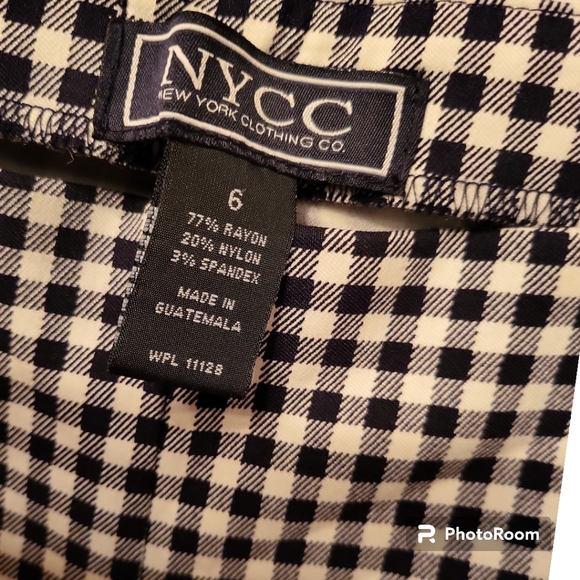 NYCC
NEW YORK CLOTHING CO.
6
77% RAYON
20% NYLON
3% SPANDEX
MADE IN
GUATEMALA
WPL 11128
PhotoRoom